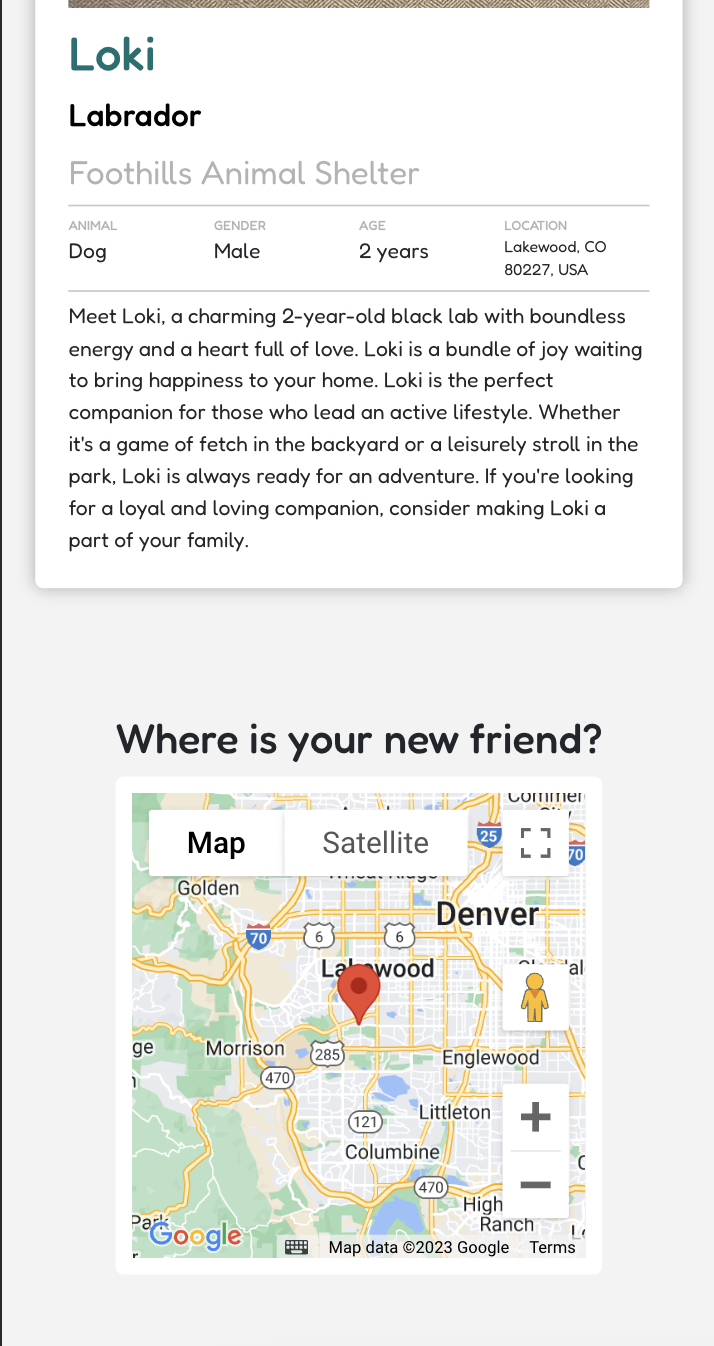 Loki
Labrador
Foothills Animal Shelter
ANIMAL GENDER AGE LOCATION
Dog Male 2 years Lakewood, CO
80227, USA
Meet Loki, a charming 2-year-old black lab with boundless
energy and a heart full of love. Loki is a bundle of joy waiting
to bring happiness to your home. Loki is the perfect
companion for those who lead an active lifestyle. Whether
it's a game of fetch in the backyard or a leisurely stroll in the
park, Loki is always ready for an adventure. If you're looking
for a loyal and loving companion, consider making Loki a
part of your family.
Where is your new friend?
Map Satellite 25
70
Golden
Denver
70 6 6
Lakewood
Morrison 285 Englewood
470
Littleton
121
Columbine
470
High
Ranch
Park
Google Map data ©2023 Google Terms